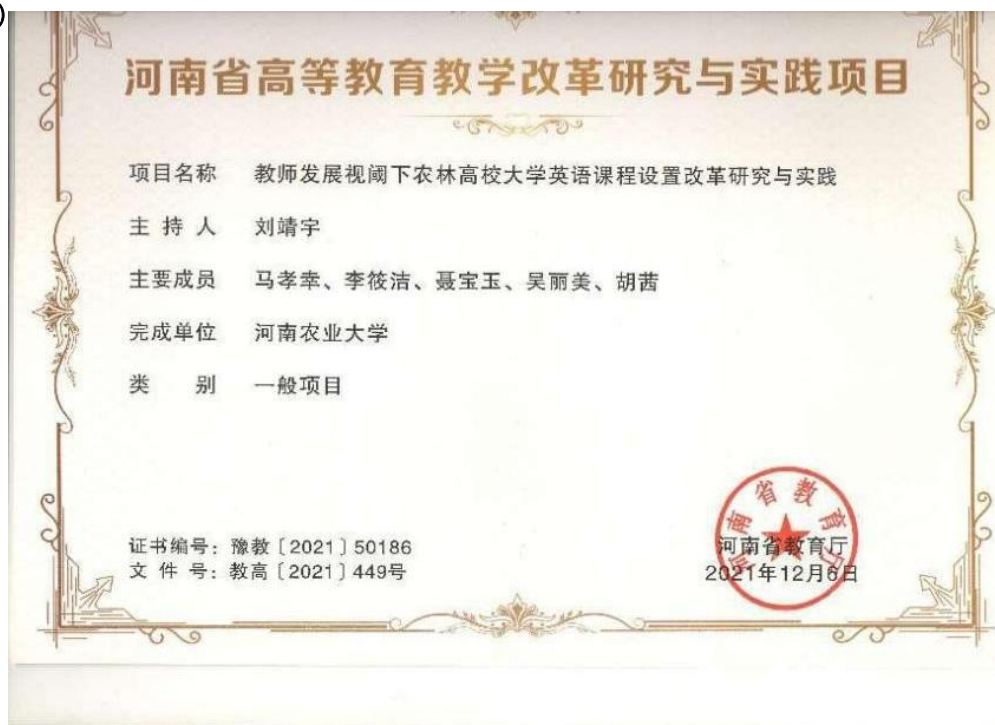 河南省高等教育教学改革研究与实践项目
项目名称 教师发展视阈下农林高校大学英语课程设置改革研究与实践
主持人 刘靖宇
主要成员 马孝幸、李筱洁、聂宝玉、吴丽美、胡茜
完成单位 河南农业大学
类别 一般项目
河南省教育厅
证书编号：豫教〔2021〕50186
河南省教育厅
文件号：教高〔2021〕449号
2021年12月6日